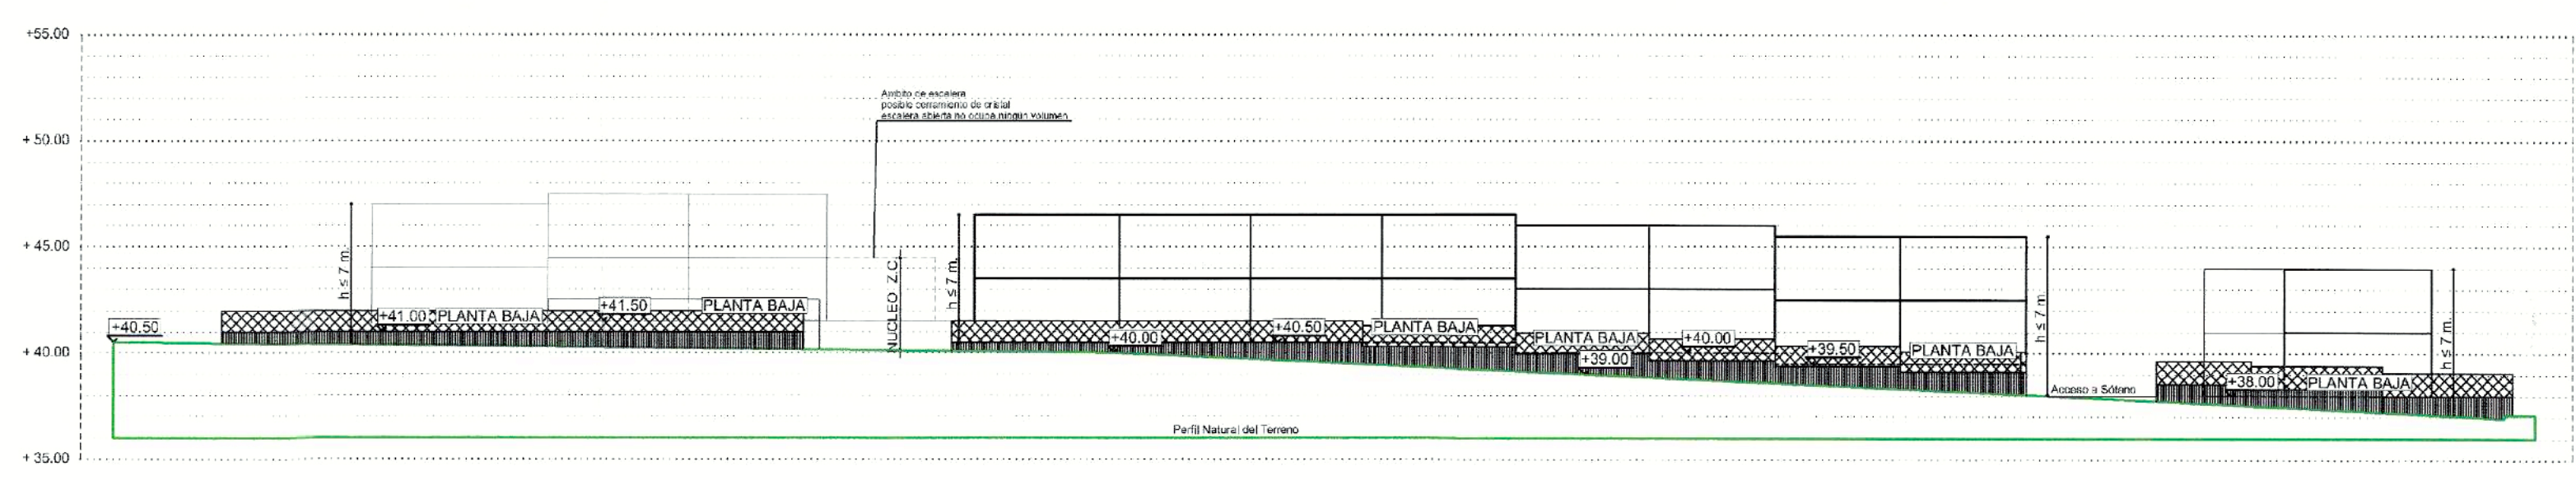 +55.00
Ambito de escalera
posible cerramiento de cristal
escalera abierta no ocupa ningún volumen
+ 50.00
+ 45.00
h ≤ 7 m.
NUCLEO Z.C.
h ≤ 7 m.
h ≤ 7 m.
h ≤ 7 m.
+40.50
+41.00
PLANTA BAJA
+41.50
PLANTA BAJA
+40.00
+40.50
PLANTA BAJA
PLANTA BAJA
+39.00
+40.00
+39.50
PLANTA BAJA
+ 40.00
Acceso a Sótano
+38.00
PLANTA BAJA
Perfil Natural del Terreno
+ 35.00